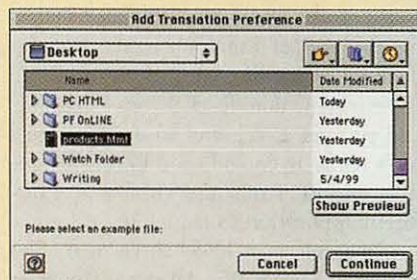 Add Translation Preference
Desktop
Name Date Modified
PC HTML Today
PF OnLINE Yesterday
products.html Yesterday
Watch Folder Yesterday
Writing 5/4/99
Show Preview
Please select an example file:
? Cancel Continue